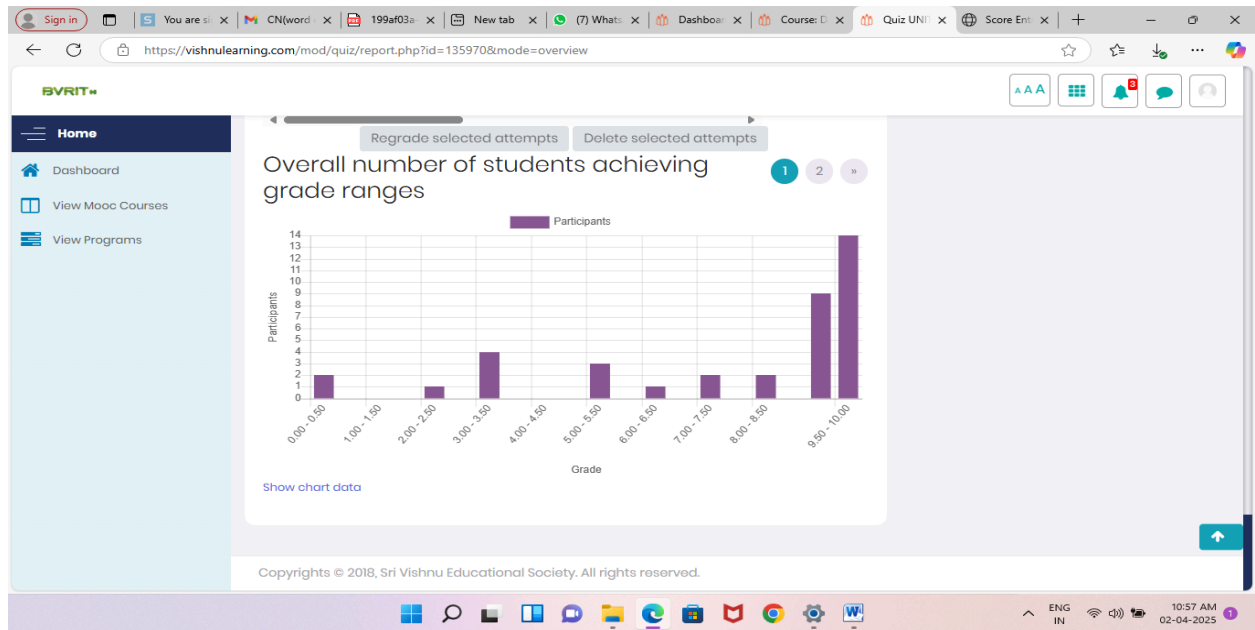 Sign in
You are si
CN(word
199af03a-
New tab
(7) Whats
Dashboar
Course: D
Quiz UNI
Score Ent
https://vishnulearning.com/mod/quiz/report.php?id=135970&mode=overview
BVRIT
A A A
3
Home
Dashboard
View Mooc Courses
View Programs
Regrade selected attempts Delete selected attempts
Overall number of students achieving
grade ranges
1 2 »
Participants
14
13
12
11
10
9
8
7
6
5
4
3
2
1
0
Participants
0.00 - 0.50
1.00 - 1.50
2.00 - 2.50
3.00 - 3.50
4.00 - 4.50
5.00 - 5.50
6.00 - 6.50
7.00 - 7.50
8.00 - 8.50
9.50 - 10.00
Grade
Show chart data
Copyrights © 2018, Sri Vishnu Educational Society. All rights reserved.
ENG
IN
10:57 AM
02-04-2025
1